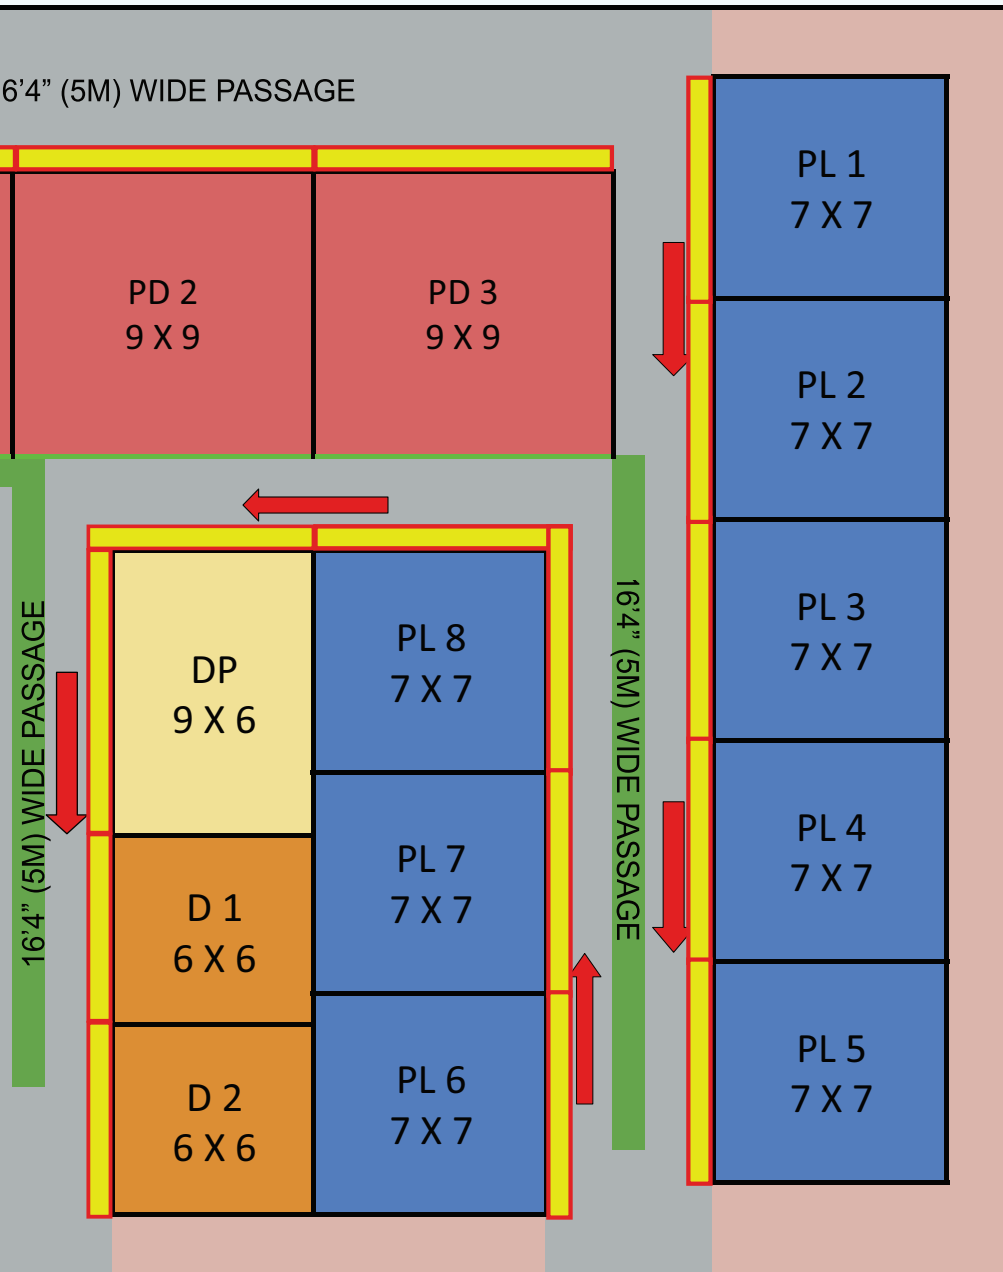 6’4” (5M) WIDE PASSAGE
PL 1
7 X 7
PD 2
9 X 9
PD 3
9 X 9
PL 2
7 X 7
PL 3
7 X 7
16’4” (5M) WIDE PASSAGE
16’4” (5M) WIDE PASSAGE
DP
9 X 6
PL 8
7 X 7
PL 4
7 X 7
PL 7
7 X 7
D 1
6 X 6
PL 5
7 X 7
D 2
6 X 6
PL 6
7 X 7